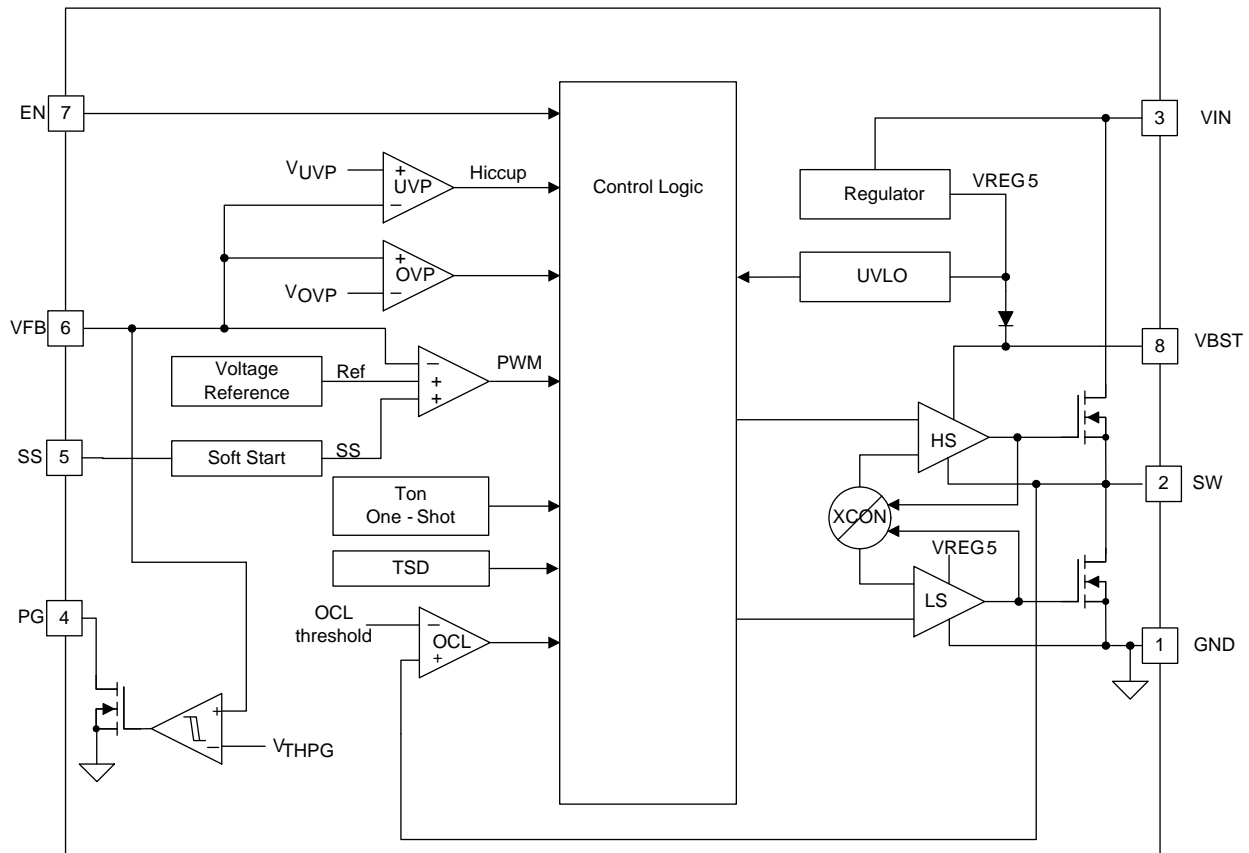 EN 7
VUVP
+
UVP
−
Hiccup
+
OVP
−
VOVP
VFB 6
Voltage
Reference
Ref
−
+
+
PWM
SS 5
Soft Start
SS
Ton
One - Shot
TSD
PG 4
OCL
threshold
−
OCL
+
+
−
VTHPG
Control Logic
3 VIN
Regulator
VREG5
UVLO
8 VBST
HS
2 SW
XCON
VREG5
LS
1 GND